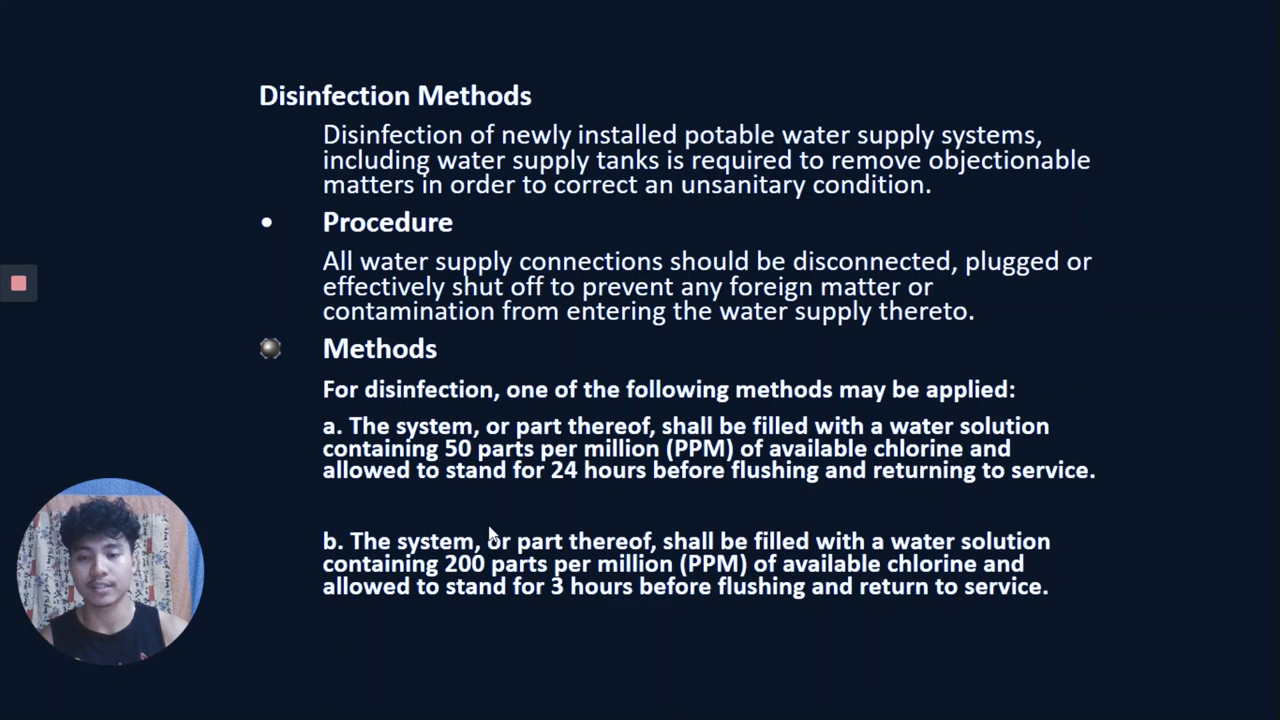 Disinfection Methods
Disinfection of newly installed potable water supply systems,
including water supply tanks is required to remove objectionable
matters in order to correct an unsanitary condition.
• Procedure
All water supply connections should be disconnected, plugged or
effectively shut off to prevent any foreign matter or
contamination from entering the water supply thereto.
Methods
For disinfection, one of the following methods may be applied:
a. The system, or part thereof, shall be filled with a water solution
containing 50 parts per million (PPM) of available chlorine and
allowed to stand for 24 hours before flushing and returning to service.
b. The system, or part thereof, shall be filled with a water solution
containing 200 parts per million (PPM) of available chlorine and
allowed to stand for 3 hours before flushing and return to service.